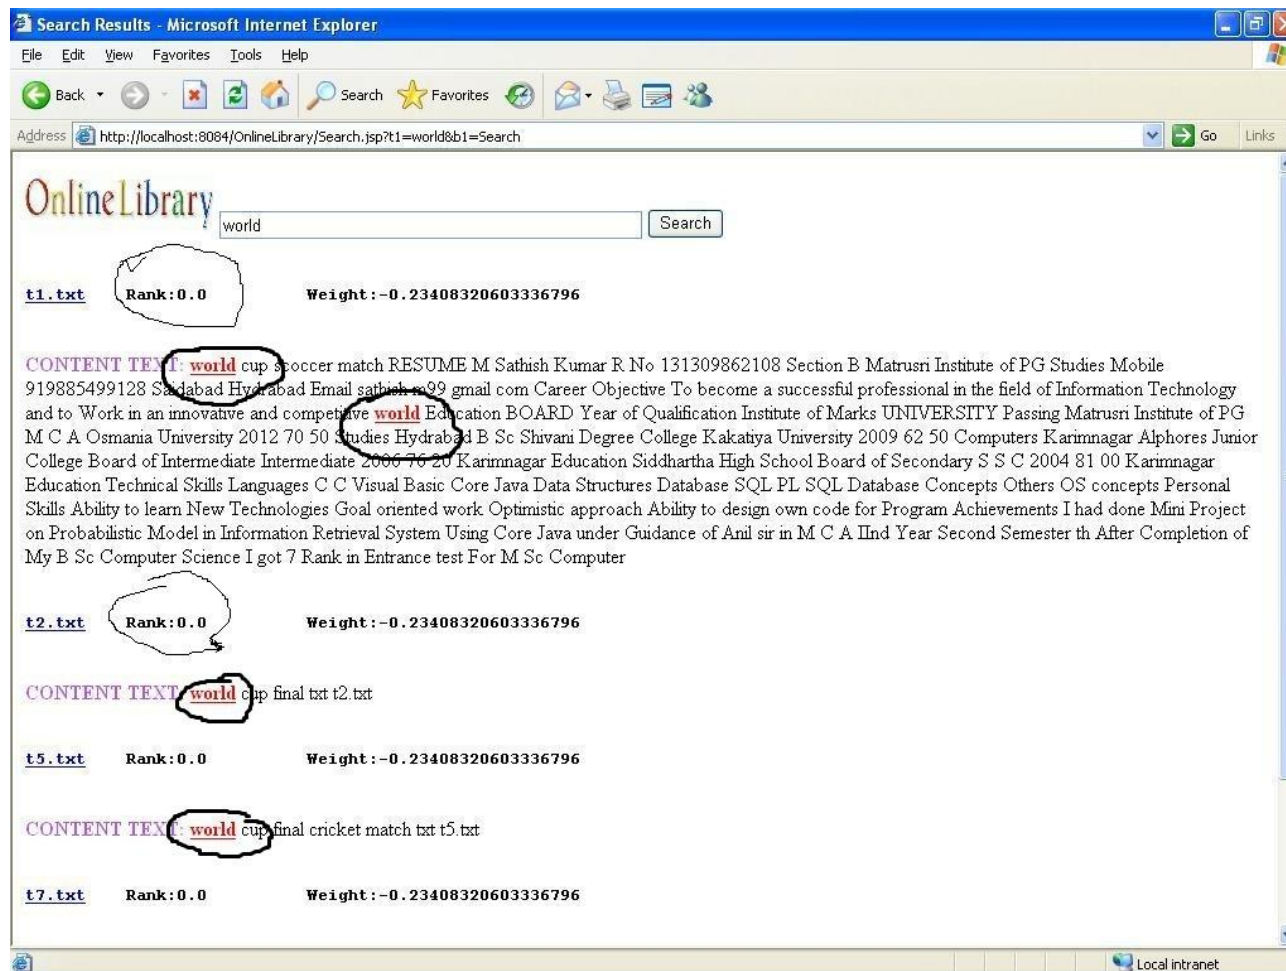 Search Results - Microsoft Internet Explorer
File Edit View Favorites Tools Help
Back Search Favorites
Address http://localhost:8084/OnlineLibrary/Search.jsp?t1=world&b1=Search Go Links
OnlineLibrary world Search
t1.txt Rank:0.0 Weight:-0.23408320603336796
CONTENT TEXT: world cup scoccer match RESUME M Sathish Kumar R No 131309862108 Section B Matrusri Institute of PG Studies Mobile
919885499128 Saidabad Hydrabad Email sathish m99 gmail com Career Objective To become a successful professional in the field of Information Technology
and to Work in an innovative and competitive world Education BOARD Year of Qualification Institute of Marks UNIVERSITY Passing Matrusri Institute of PG
M C A Osmania University 2012 70 50 Studies Hydrabad B Sc Shivani Degree College Kakatiya University 2009 62 50 Computers Karimnagar Alphores Junior
College Board of Intermediate Intermediate 2006 76 20 Karimnagar Education Siddhartha High School Board of Secondary S S C 2004 81 00 Karimnagar
Education Technical Skills Languages C C Visual Basic Core Java Data Structures Database SQL PL SQL Database Concepts Others OS concepts Personal
Skills Ability to learn New Technologies Goal oriented work Optimistic approach Ability to design own code for Program Achievements I had done Mini Project
on Probabilistic Model in Information Retrieval System Using Core Java under Guidance of Anil sir in M C A IInd Year Second Semester th After Completion of
My B Sc Computer Science I got 7 Rank in Entrance test For M Sc Computer
t2.txt Rank:0.0 Weight:-0.23408320603336796
CONTENT TEXT: world cup final txt t2.txt
t5.txt Rank:0.0 Weight:-0.23408320603336796
CONTENT TEXT: world cup final cricket match txt t5.txt
t7.txt Rank:0.0 Weight:-0.23408320603336796
Local intranet